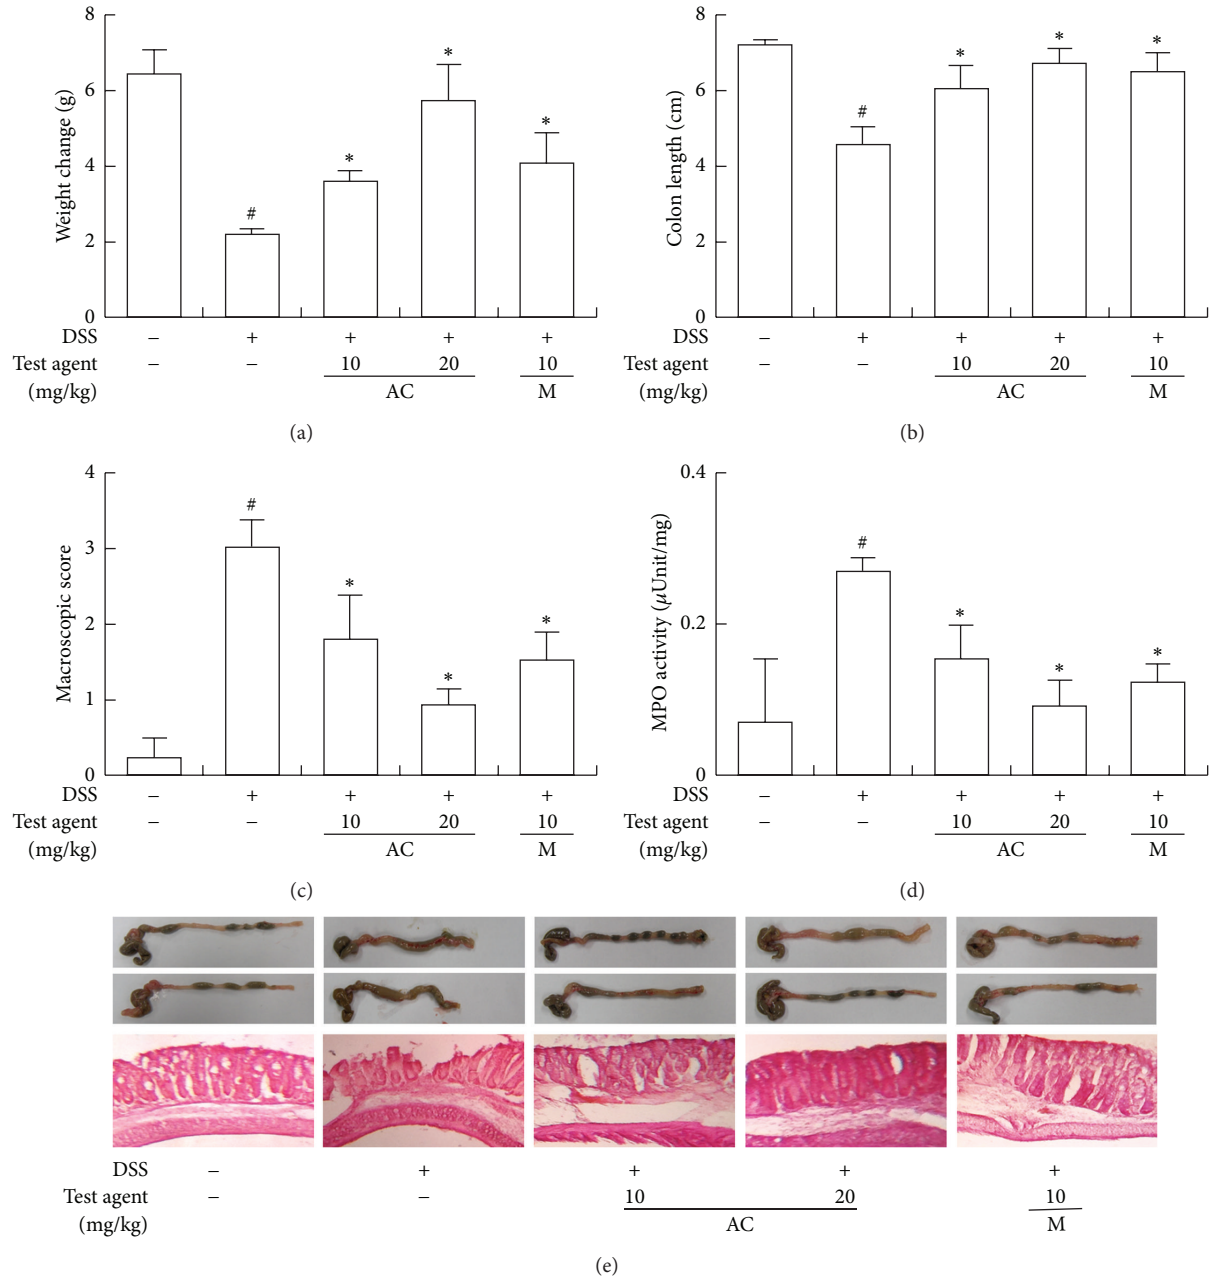 8
6
4
2
0
Weight change (g)
#
*
*
*
DSS − + + + +
Test agent − − 10 20 10
(mg/kg) AC M
(a)
8
6
4
2
0
Colon length (cm)
#
*
*
*
DSS − + + + +
Test agent − − 10 20 10
(mg/kg) AC M
(b)
4
3
2
1
0
Macroscopic score
#
*
*
*
DSS − + + + +
Test agent − − 10 20 10
(mg/kg) AC M
(c)
0.4
0.2
0
MPO activity (μUnit/mg)
#
*
*
*
DSS − + + + +
Test agent − − 10 20 10
(mg/kg) AC M
(d)
DSS − + + + +
Test agent − − 10 20 10
(mg/kg) AC M
(e)